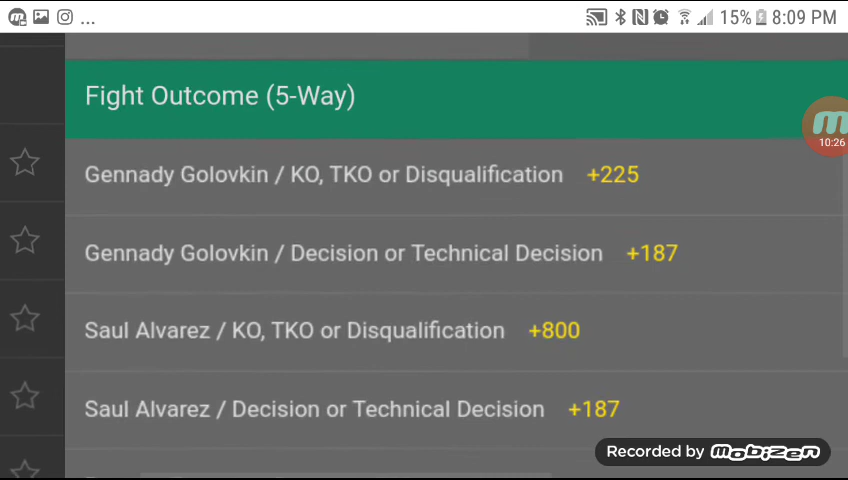 ... 15% 8:09 PM
Fight Outcome (5-Way)
10:26
Gennady Golovkin / KO, TKO or Disqualification +225
Gennady Golovkin / Decision or Technical Decision +187
Saul Alvarez / KO, TKO or Disqualification +800
Saul Alvarez / Decision or Technical Decision +187
Recorded by mobizen